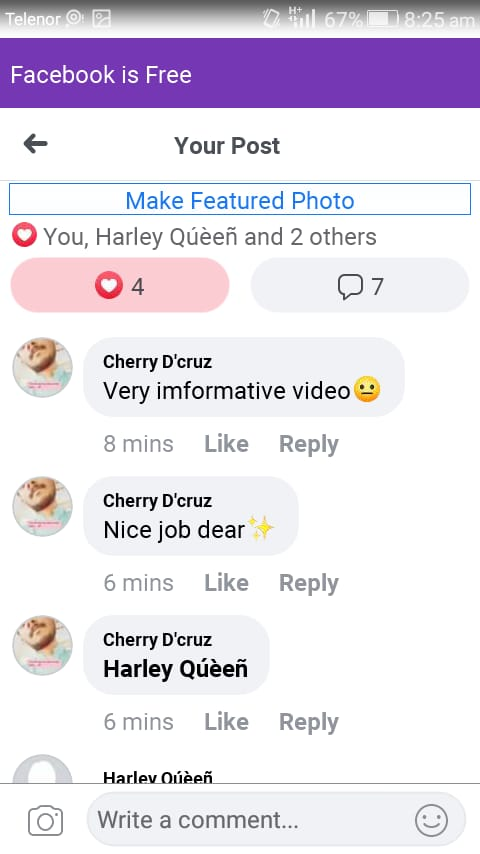 Telenor 67% 8:25 am
Facebook is Free
Your Post
Make Featured Photo
You, Harley Qúèeñ and 2 others
4 7
Cherry D'cruz
Very imformative video😐
8 mins Like Reply
Cherry D'cruz
Nice job dear✨
6 mins Like Reply
Cherry D'cruz
Harley Qúèeñ
6 mins Like Reply
Harley Qúèeñ
Write a comment...